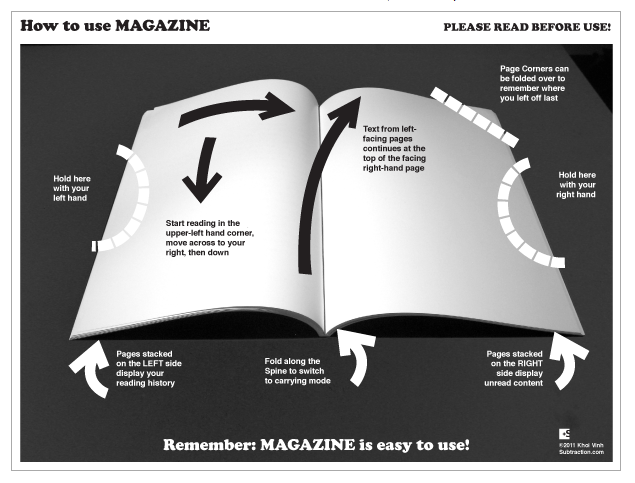 How to use MAGAZINE
PLEASE READ BEFORE USE!
Page Corners can
be folded over to
remember where
you left off last
Text from left-
facing pages
continues at the
top of the facing
right-hand page
Hold here
with your
left hand
Hold here
with your
right hand
Start reading in the
upper-left hand corner,
move across to your
right, then down
Pages stacked
on the LEFT side
display your
reading history
Fold along the
Spine to switch
to carrying mode
Pages stacked
on the RIGHT
side display
unread content
Remember: MAGAZINE is easy to use!
©2011 Khoi Vinh
Subtraction.com